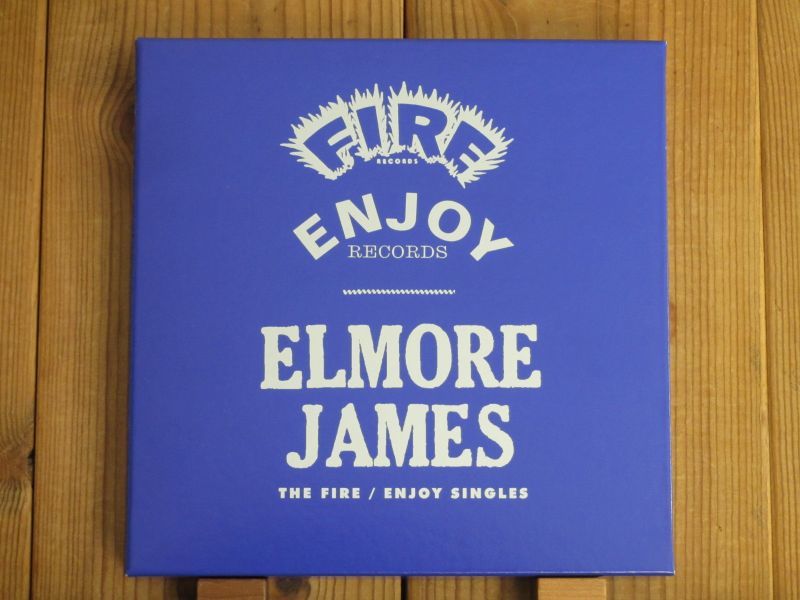 FIRE
RECORDS
ENJOY
RECORDS
ELMORE
JAMES
THE FIRE / ENJOY SINGLES